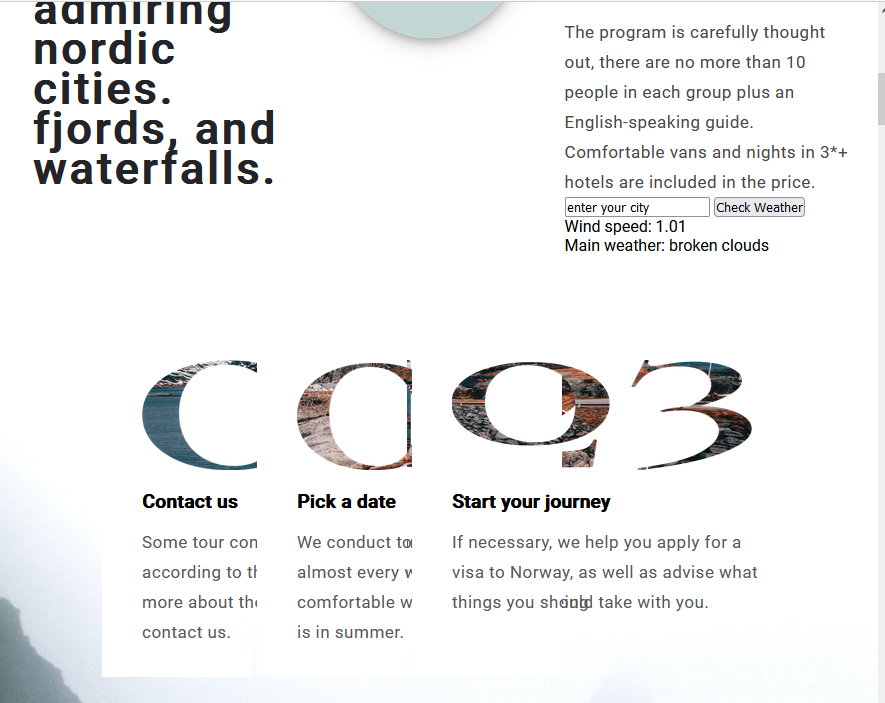 admiring
nordic
cities.
fjords, and
waterfalls.
The program is carefully thought
out, there are no more than 10
people in each group plus an
English-speaking guide.
Comfortable vans and nights in 3*+
hotels are included in the price.
enter your city Check Weather
Wind speed: 1.01
Main weather: broken clouds
3
Contact us
Some tour con
according to th
more about the
contact us.
Pick a date
We conduct to
almost every w
comfortable w
is in summer.
Start your journey
If necessary, we help you apply for a
visa to Norway, as well as advise what
things you should take with you.